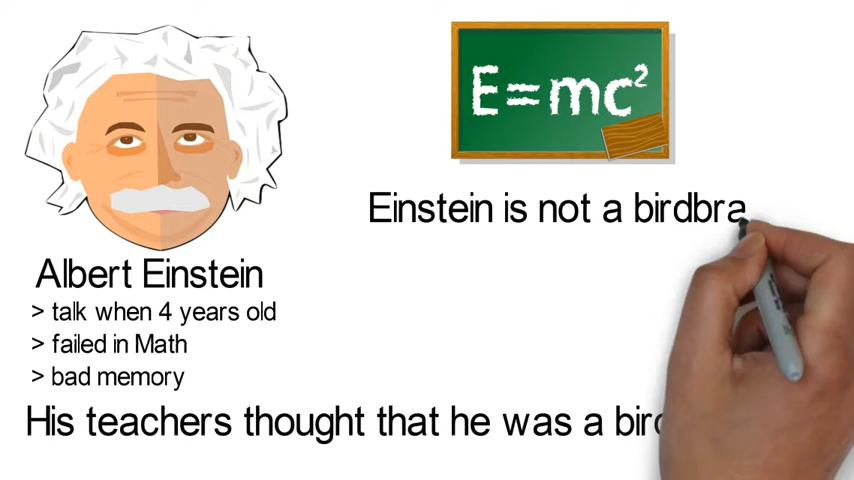 E=mc²
Einstein is not a birdbra
Albert Einstein
> talk when 4 years old
> failed in Math
> bad memory
His teachers thought that he was a